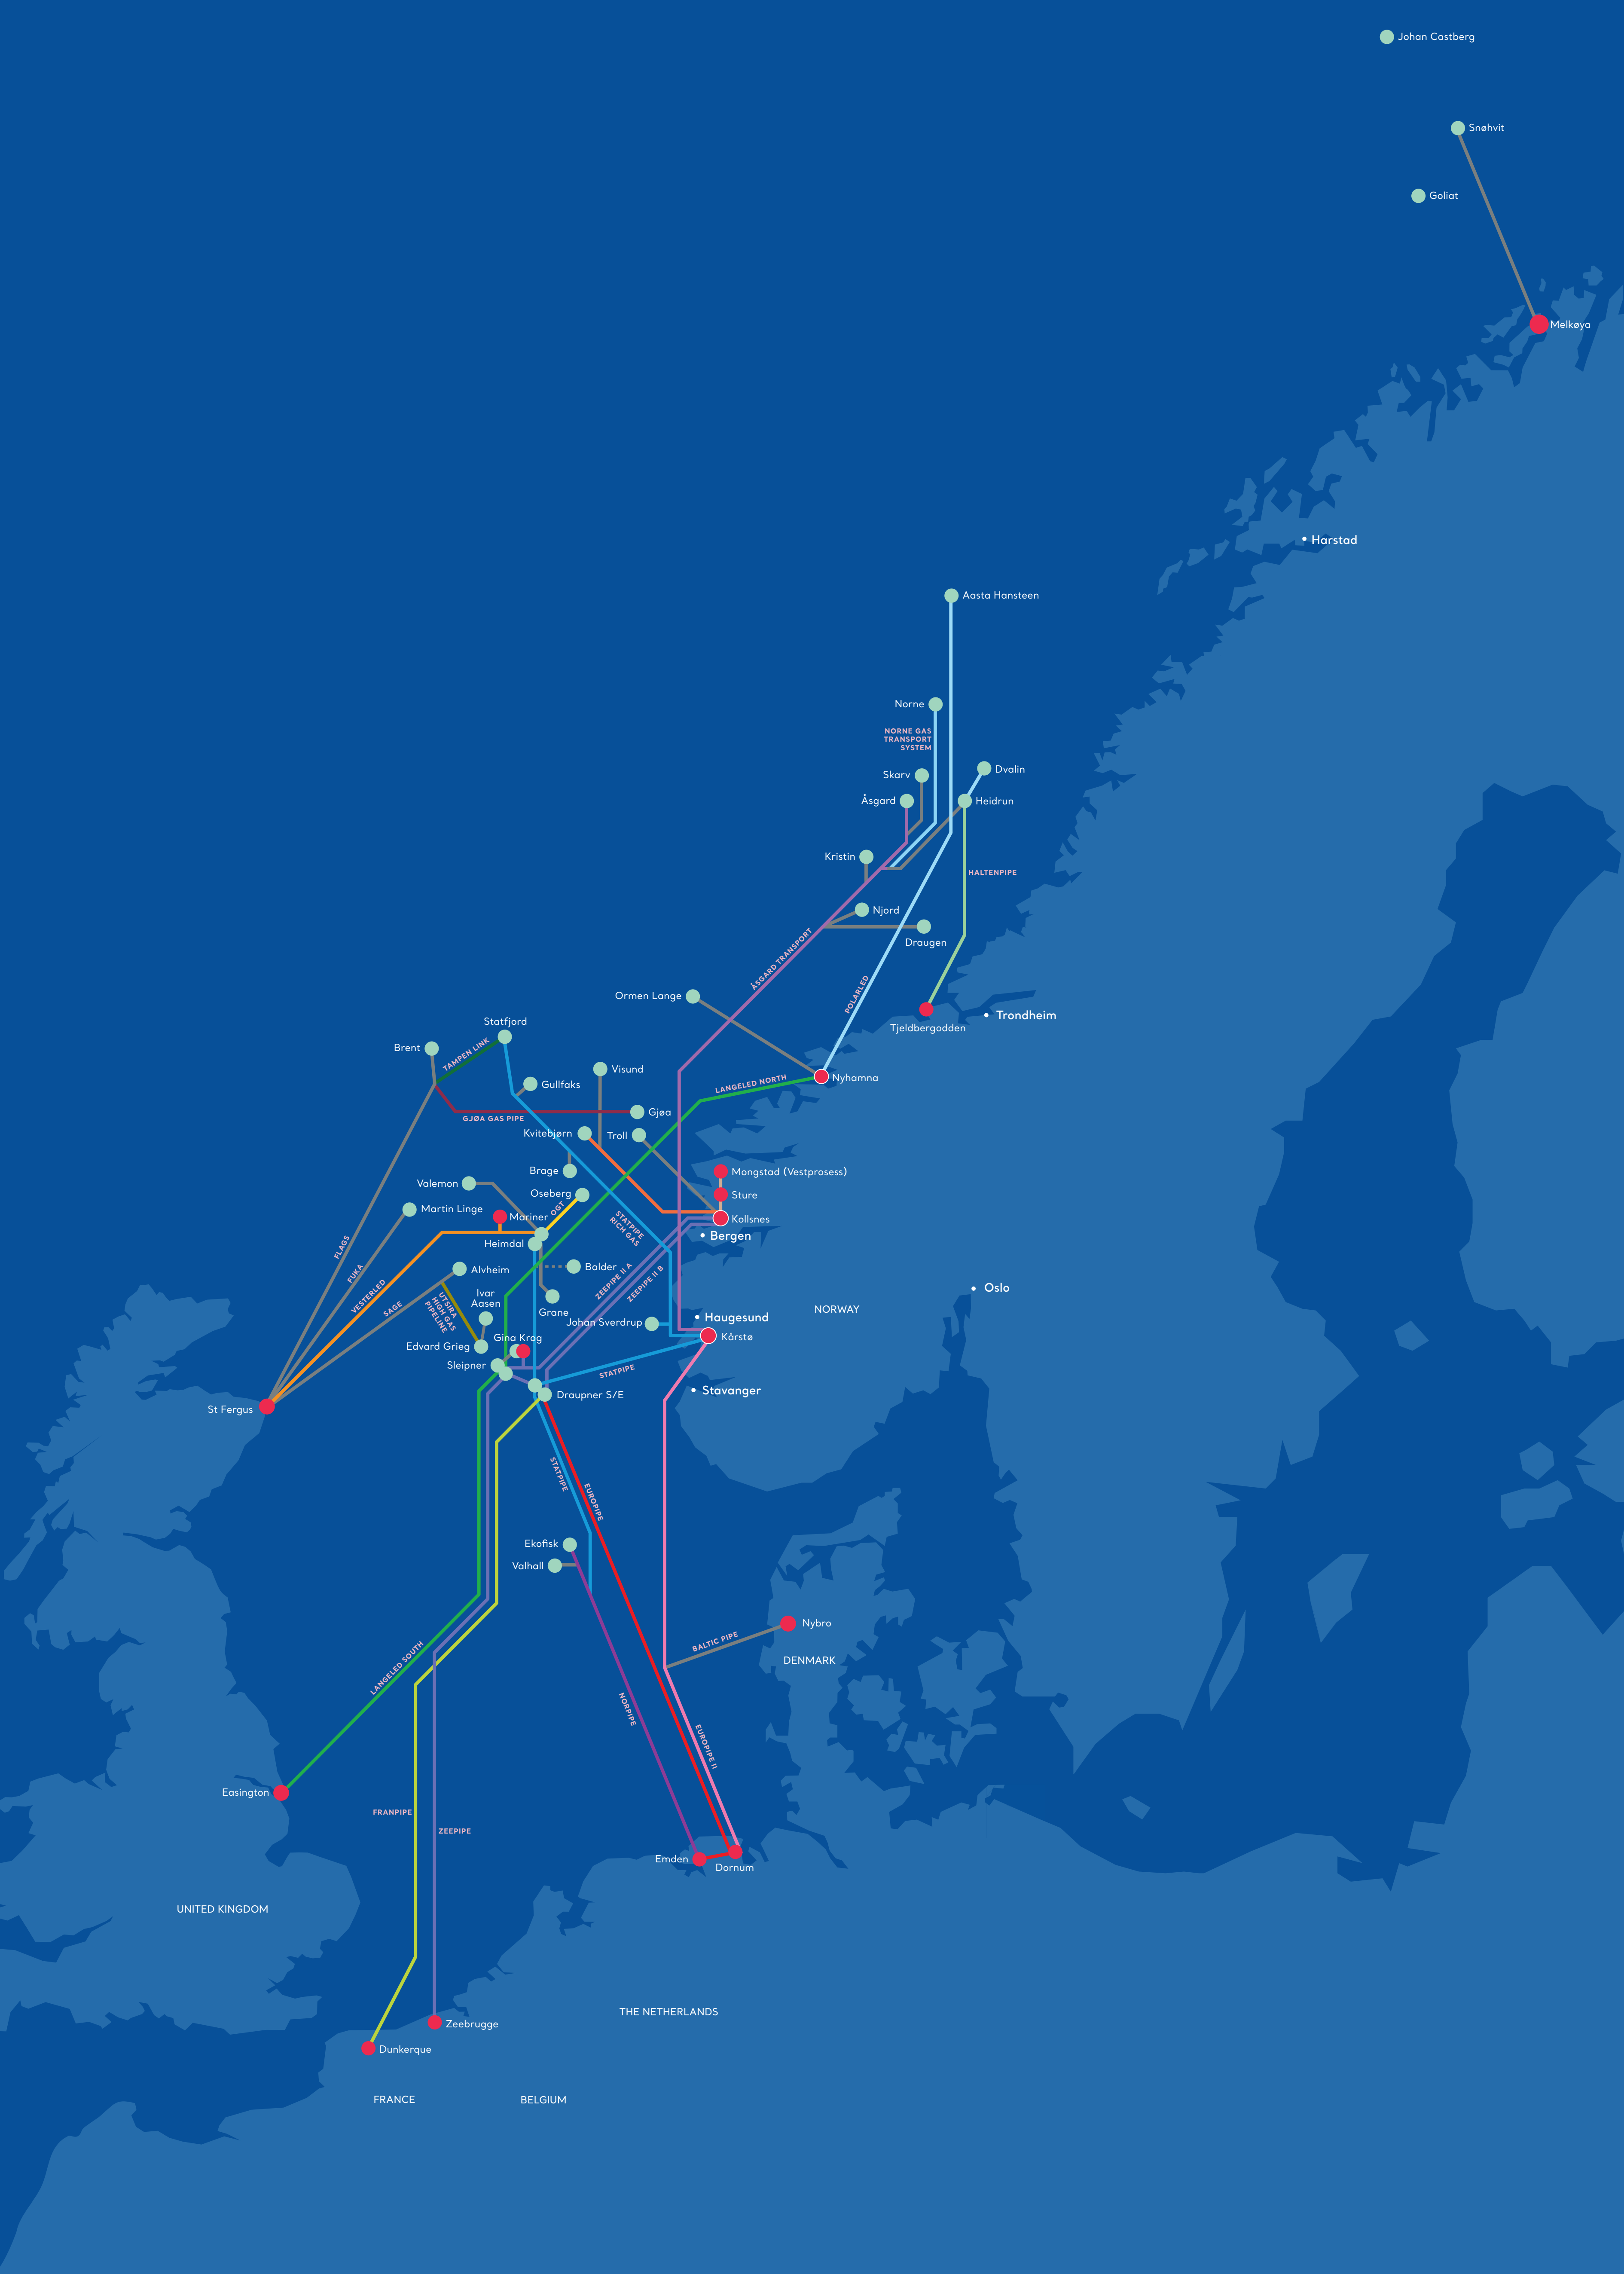 Johan Castberg
Snøhvit
Goliat
Melkøya
Harstad
Aasta Hansteen
Norne
NORNE GAS
TRANSPORT
SYSTEM
Skarv
Dvalin
Åsgard
Heidrun
Kristin
HALTENPIPE
Njord
Draugen
ÅSGARD TRANSPORT
POLARLED
Ormen Lange
Tjeldbergodden
Trondheim
Statfjord
Brent
TAMPEN LINK
Visund
Nyhamna
Gullfaks
LANGELED NORTH
Gjøa
GJØA GAS PIPE
Kvitebjørn
Troll
Brage
Mongstad (Vestprosess)
Valemon
Oseberg
Sture
Martin Linge
Mariner
OGT
Kollsnes
STATPIPE
RICH GAS
Bergen
Heimdal
FLAGS
FUKA
Alvheim
Balder
ZEEPIPE II A
ZEEPIPE II B
Oslo
VESTERLED
SAGE
UTSIRA
HIGH GAS
PIPELINE
Ivar
Aasen
Grane
NORWAY
Johan Sverdrup
Haugesund
Gina Krog
Kårstø
Edvard Grieg
Sleipner
STATPIPE
Stavanger
Draupner S/E
St Fergus
STATPIPE
EUROPIPE
Ekofisk
Valhall
Nybro
BALTIC PIPE
DENMARK
LANGELED SOUTH
NORPIPE
EUROPIPE II
Easington
FRANPIPE
ZEEPIPE
Emden
Dornum
UNITED KINGDOM
THE NETHERLANDS
Zeebrugge
Dunkerque
FRANCE
BELGIUM